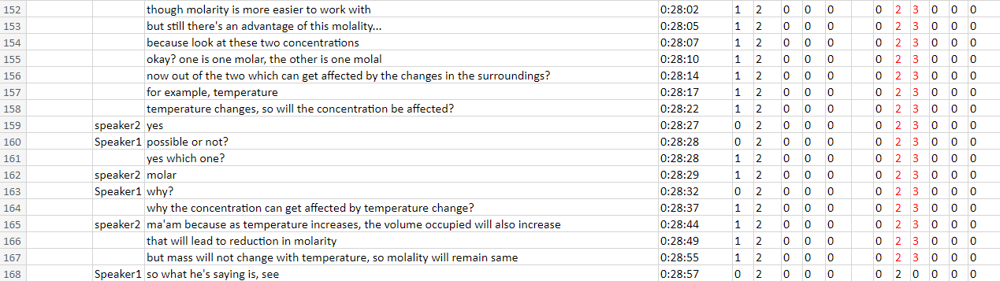 152 though molarity is more easier to work with 0:28:02 1 2 0 0 0 0 2 3 0 0 0
153 but still there's an advantage of this molality... 0:28:05 1 2 0 0 0 0 2 3 0 0 0
154 because look at these two concentrations 0:28:07 1 2 0 0 0 0 2 3 0 0 0
155 okay? one is one molar, the other is one molal 0:28:10 1 2 0 0 0 0 2 3 0 0 0
156 now out of the two which can get affected by the changes in the surroundings? 0:28:14 1 2 0 0 0 0 2 3 0 0 0
157 for example, temperature 0:28:17 1 2 0 0 0 0 2 3 0 0 0
158 temperature changes, so will the concentration be affected? 0:28:22 1 2 0 0 0 0 2 3 0 0 0
159 speaker2 yes 0:28:27 0 2 0 0 0 0 2 3 0 0 0
160 Speaker1 possible or not? 0:28:28 0 2 0 0 0 0 2 3 0 0 0
161 yes which one? 0:28:28 1 2 0 0 0 0 2 3 0 0 0
162 speaker2 molar 0:28:29 1 2 0 0 0 0 2 3 0 0 0
163 Speaker1 why? 0:28:32 0 2 0 0 0 0 2 3 0 0 0
164 why the concentration can get affected by temperature change? 0:28:37 1 2 0 0 0 0 2 3 0 0 0
165 speaker2 ma'am because as temperature increases, the volume occupied will also increase 0:28:44 1 2 0 0 0 0 2 3 0 0 0
166 that will lead to reduction in molarity 0:28:49 1 2 0 0 0 0 2 3 0 0 0
167 but mass will not change with temperature, so molality will remain same 0:28:55 1 2 0 0 0 0 2 3 0 0 0
168 Speaker1 so what he's saying is, see 0:28:57 0 2 0 0 0 0 2 0 0 0 0